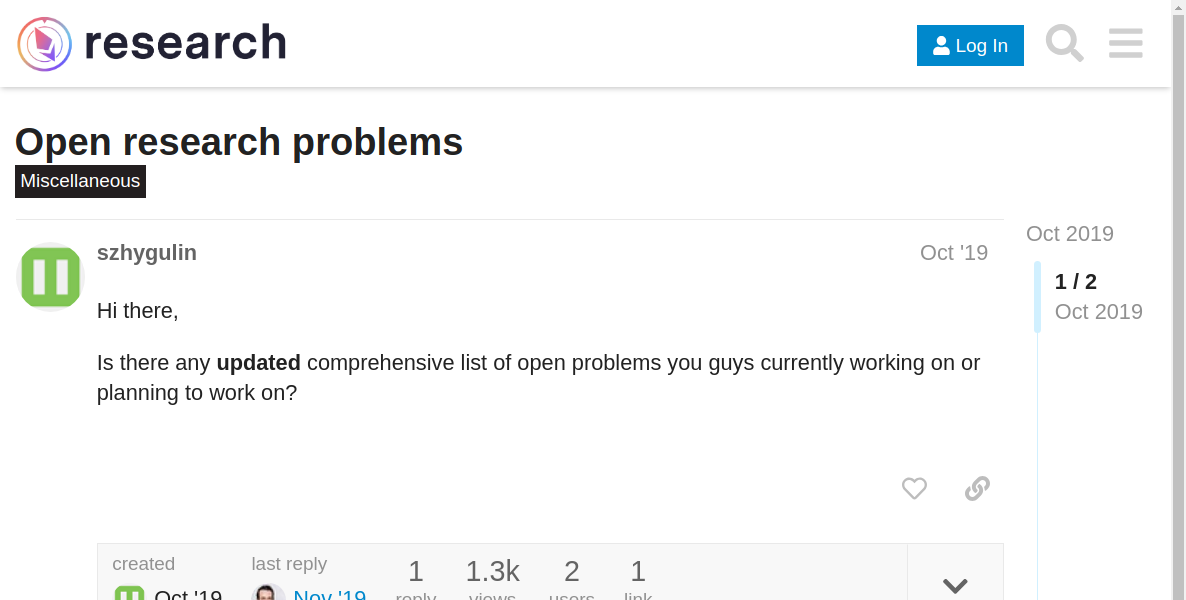 research
Log In
Open research problems
Miscellaneous
szhygulin
Oct '19
Oct 2019
1 / 2
Oct 2019
Hi there,
Is there any updated comprehensive list of open problems you guys currently working on or
planning to work on?
created
last reply
1
1.3k
2
1
Oct '19
Nov '19
reply
views
users
link